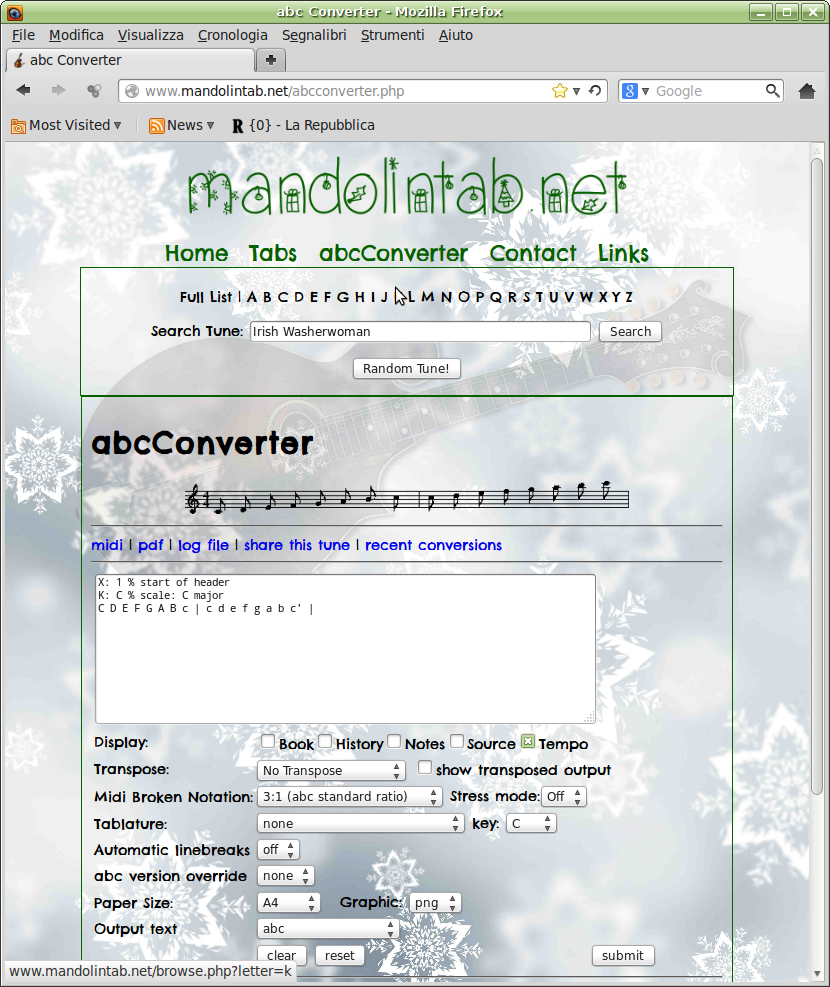 abc Converter - Mozilla Firefox
File Modifica Visualizza Cronologia Segnalibri Strumenti Aiuto
abc Converter
www.mandolintab.net/abcconverter.php
Google
Most Visited News R {0} - La Repubblica
mandolintab.net
Home Tabs abcConverter Contact Links
Full List | A B C D E F G H I J L M N O P Q R S T U V W X Y Z
Search Tune: Irish Washerwoman Search
Random Tune!
abcConverter
midi | pdf | log file | share this tune | recent conversions
X: 1 % start of header
K: C % scale: C major
C D E F G A B c | c d e f g a b c' |
Display: Book History Notes Source Tempo
Transpose: No Transpose show transposed output
Midi Broken Notation: 3:1 (abc standard ratio) Stress mode: Off
Tablature: none key: C
Automatic linebreaks off
abc version override none
Paper Size: A4 Graphic: png
Output text abc
clear reset submit
www.mandolintab.net/browse.php?letter=k